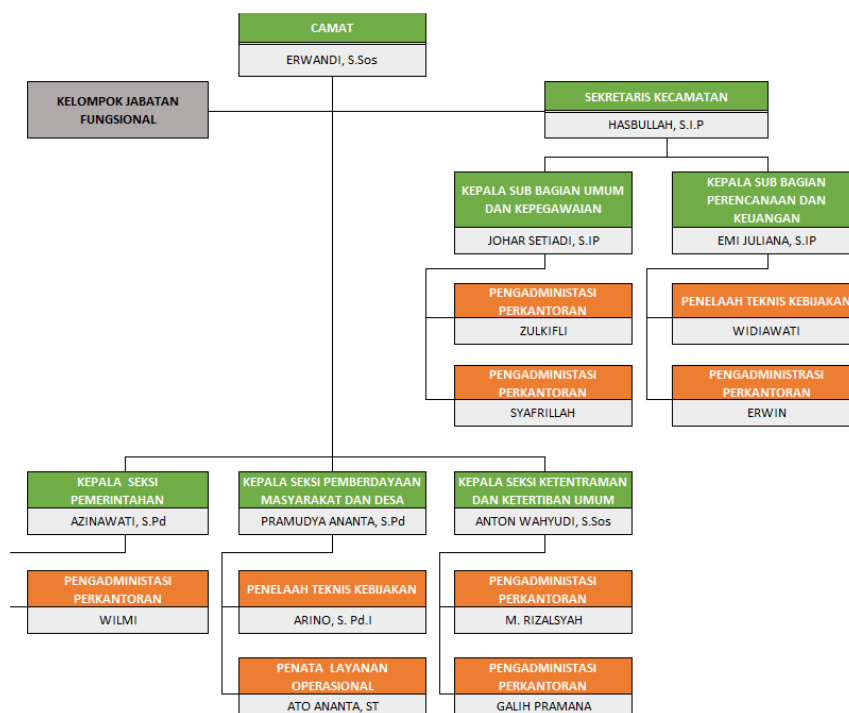 CAMAT
ERWANDI, S.Sos
KELOMPOK JABATAN
FUNGSIONAL
SEKRETARIS KECAMATAN
HASBULLAH, S.I.P
KEPALA SUB BAGIAN UMUM
DAN KEPEGAWAIAN
JOHAR SETIADI, S.IP
KEPALA SUB BAGIAN
PERENCANAAN DAN
KEUANGAN
EMI JULIANA, S.IP
PENGADMINISTASI
PERKANTORAN
ZULKIFLI
PENELAAH TEKNIS KEBIJAKAN
WIDIAWATI
PENGADMINISTASI
PERKANTORAN
SYAFRILLAH
PENGADMINISTRASI
PERKANTORAN
ERWIN
KEPALA SEKSI
PEMERINTAHAN
AZINAWATI, S.Pd
KEPALA SEKSI PEMBERDAYAAN
MASYARAKAT DAN DESA
PRAMUDYA ANANTA, S.Pd
KEPALA SEKSI KETENTRAMAN
DAN KETERTIBAN UMUM
ANTON WAHYUDI, S.Sos
PENGADMINISTASI
PERKANTORAN
WILMI
PENELAAH TEKNIS KEBIJAKAN
ARINO, S. Pd.I
PENGADMINISTASI
PERKANTORAN
M. RIZALSYAH
PENATA LAYANAN
OPERASIONAL
ATO ANANTA, ST
PENGADMINISTASI
PERKANTORAN
GALIH PRAMANA